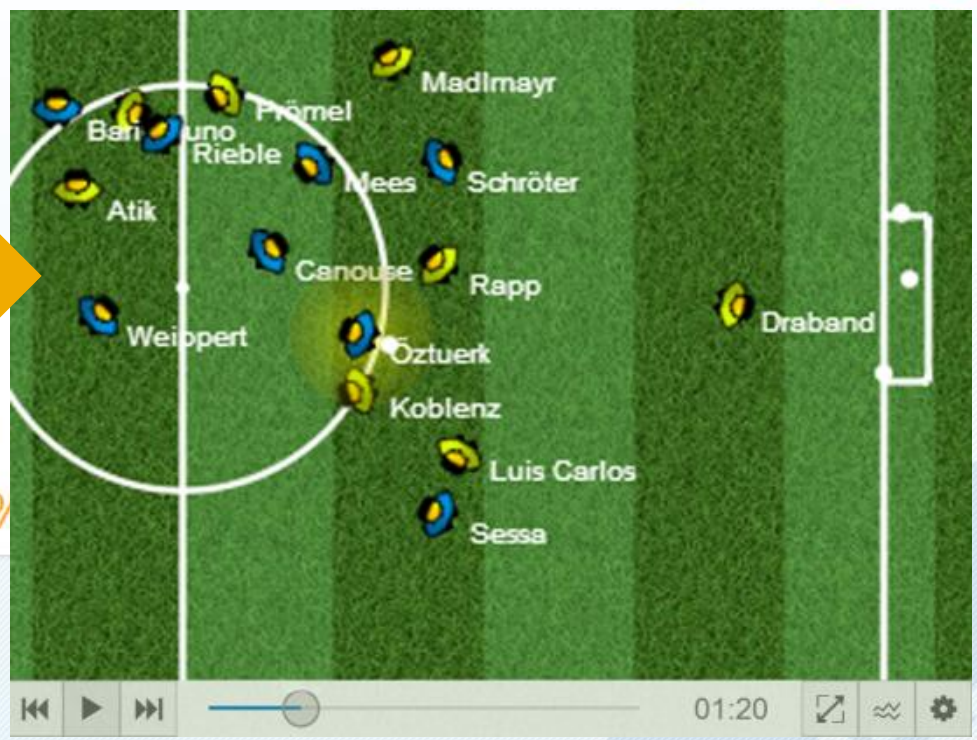 Madlmayr
Prömel
Rieble
Mees
Schröter
Atik
Canouse
Rapp
Weippert
Draband
Öztuerk
Koblenz
Luis Carlos
Sessa
01:20